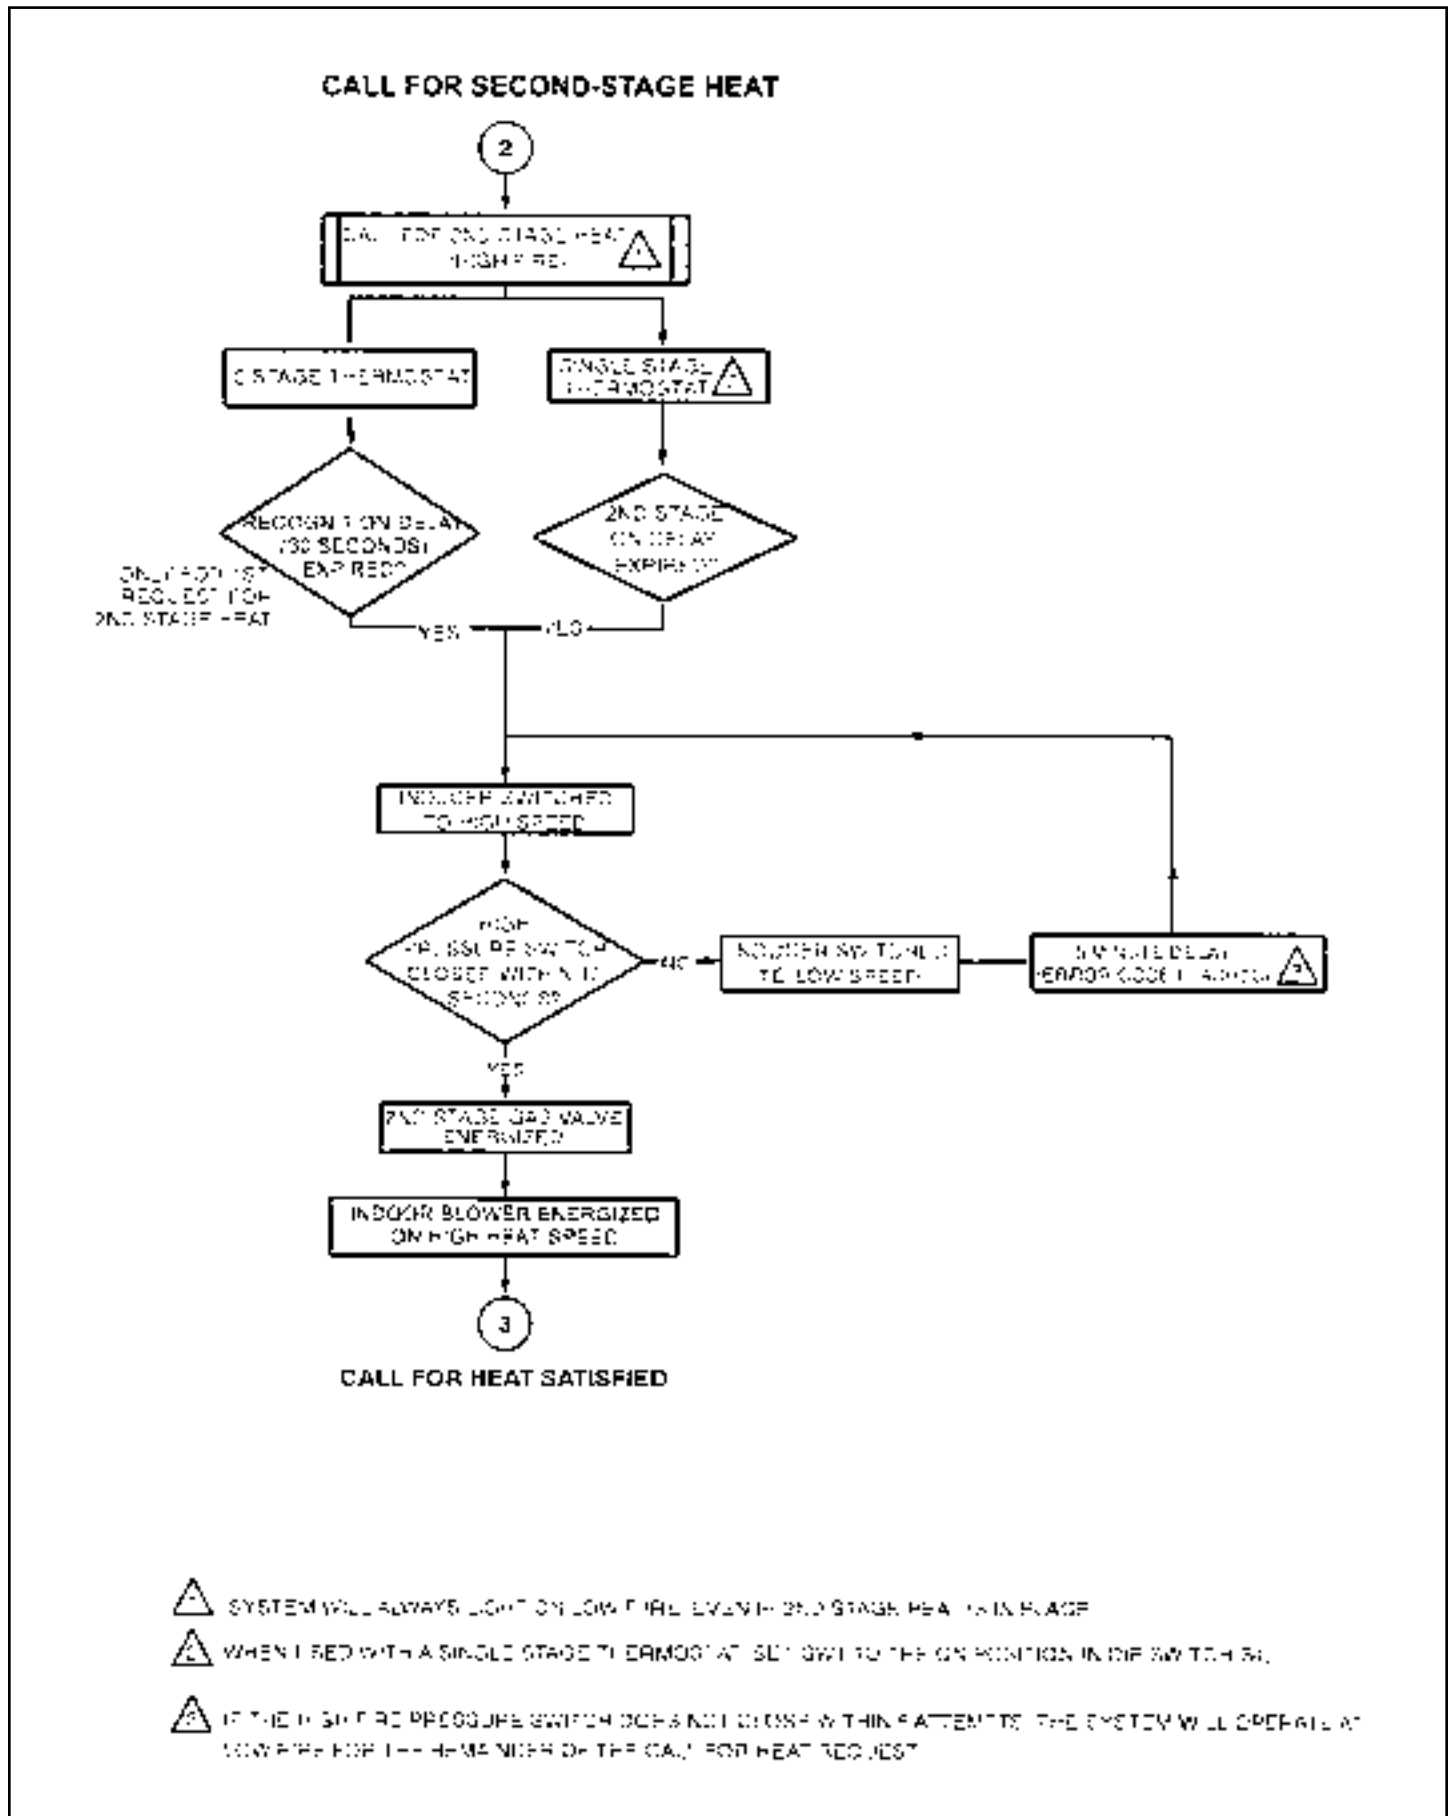 CALL FOR SECOND-STAGE HEAT
2
CALL FOR 2ND STAGE HEAT
2 STAGE THERMOSTAT
SINGLE STAGE
THERMOSTAT
RECOGNITION DELAY
(30 SECONDS)
EXPIRED?
2ND STAGE
ON DELAY
EXPIRED?
1ST
REQUEST FOR
2ND STAGE HEAT
YES
YES
INDUCER SWITCHED
TO HIGH SPEED
HIGH
PRESSURE SWITCH
CLOSES WITHIN 10
SECONDS?
NO
INDUCER SWITCHED
TO LOW SPEED
5 MINUTE DELAY
ERROR CODE
YES
2ND STAGE GAS VALVE
ENERGIZED
INDOOR BLOWER ENERGIZED
ON HIGH HEAT SPEED
3
CALL FOR HEAT SATISFIED
1 SYSTEM WILL ALWAYS LIGHT ON LOW FIRE, EVEN IF 2ND STAGE HEAT IS IN PLACE
2 WHEN USED WITH A SINGLE STAGE THERMOSTAT SET SW1 TO THE ON POSITION IN DIP SWITCH
3 IF THE HIGH FIRE PRESSURE SWITCH DOES NOT CLOSE WITHIN 5 ATTEMPTS, THE SYSTEM WILL OPERATE AT
LOW FIRE FOR THE REMAINDER OF THE CALL FOR HEAT REQUEST